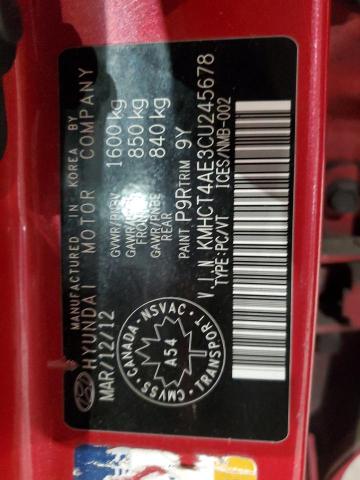 MANUFACTURED IN KOREA BY
HYUNDAI MOTOR COMPANY
MAR/12/12
GVWR/PNBV 1600 kg
GAWR/PNBE FRONT 850 kg
GAWR/PNBE REAR 840 kg
PAINT P9R TRIM 9Y
V.I.N KMHCT4AE3CU245678
TYPE:PC/VT ICES/NMB-002
CANADA · NSVAC ·
TRANSPORT
CMVSS
A54